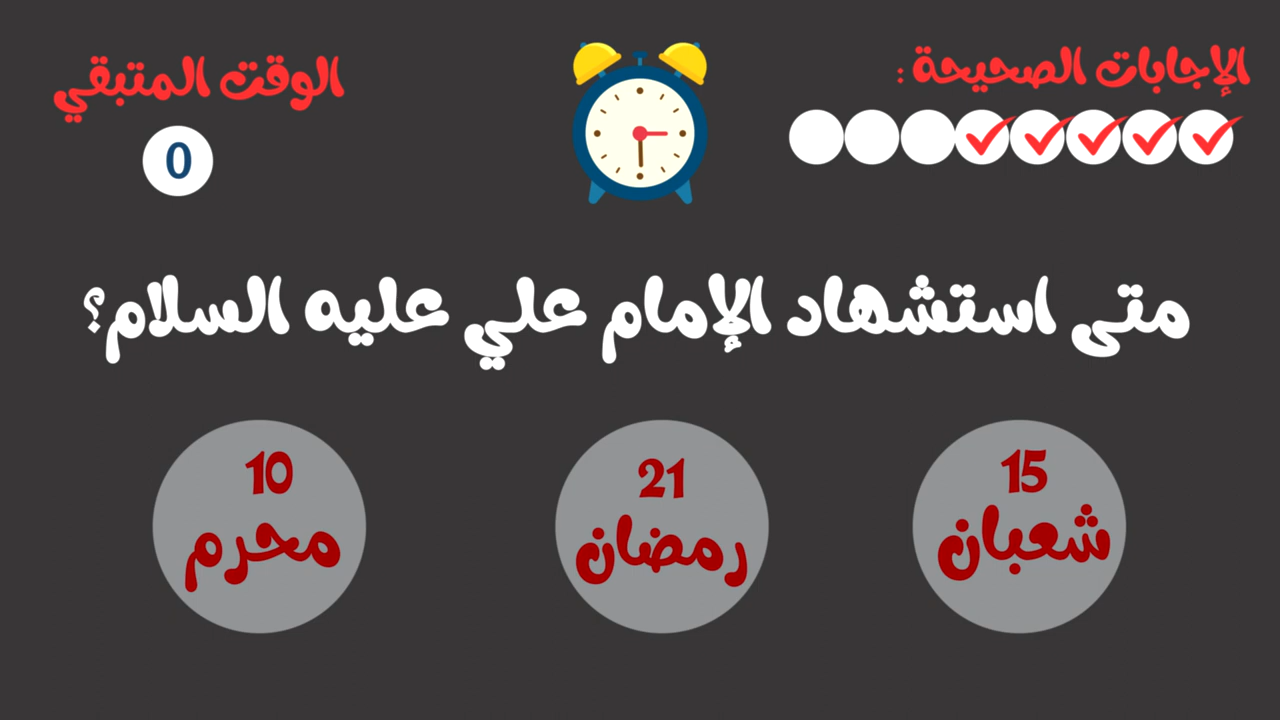 الإجابات الصحيحة :
الوقت المتبقي
0
متى استشهاد الإمام علي عليه السلام؟
15
شعبان
21
رمضان
10
محرم